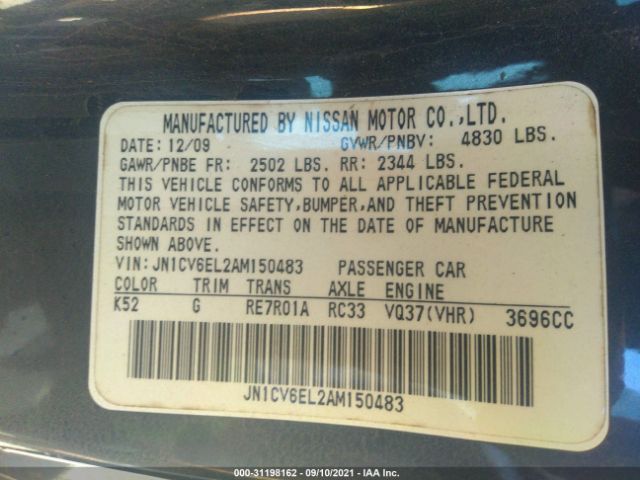 MANUFACTURED BY NISSAN MOTOR CO.,LTD.
DATE: 12/09 GVWR/PNBV: 4830 LBS.
GAWR/PNBE FR: 2502 LBS. RR: 2344 LBS.
THIS VEHICLE CONFORMS TO ALL APPLICABLE FEDERAL
MOTOR VEHICLE SAFETY,BUMPER,AND THEFT PREVENTION
STANDARDS IN EFFECT ON THE DATE OF MANUFACTURE
SHOWN ABOVE.
VIN: JN1CV6EL2AM150483 PASSENGER CAR
COLOR TRIM TRANS AXLE ENGINE
K52 G RE7R01A RC33 VQ37(VHR) 3696CC
JN1CV6EL2AM150483
000-31198162 - 09/10/2021 - IAA Inc.